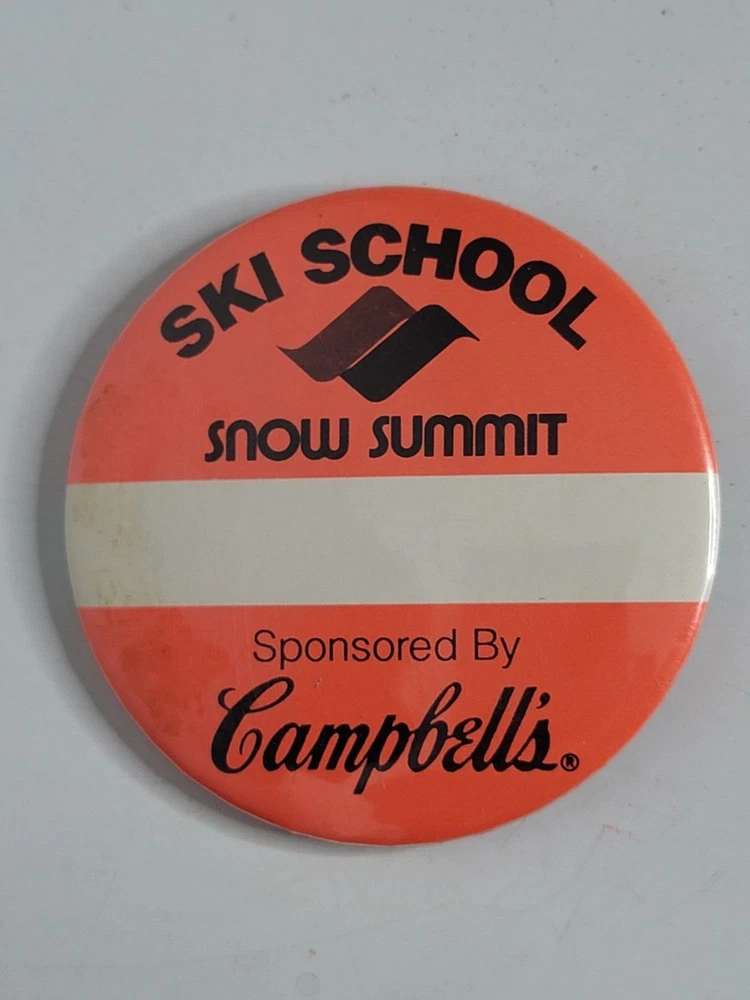 SKI SCHOOL
SNOW SUMMIT
Sponsored By
Campbell's®